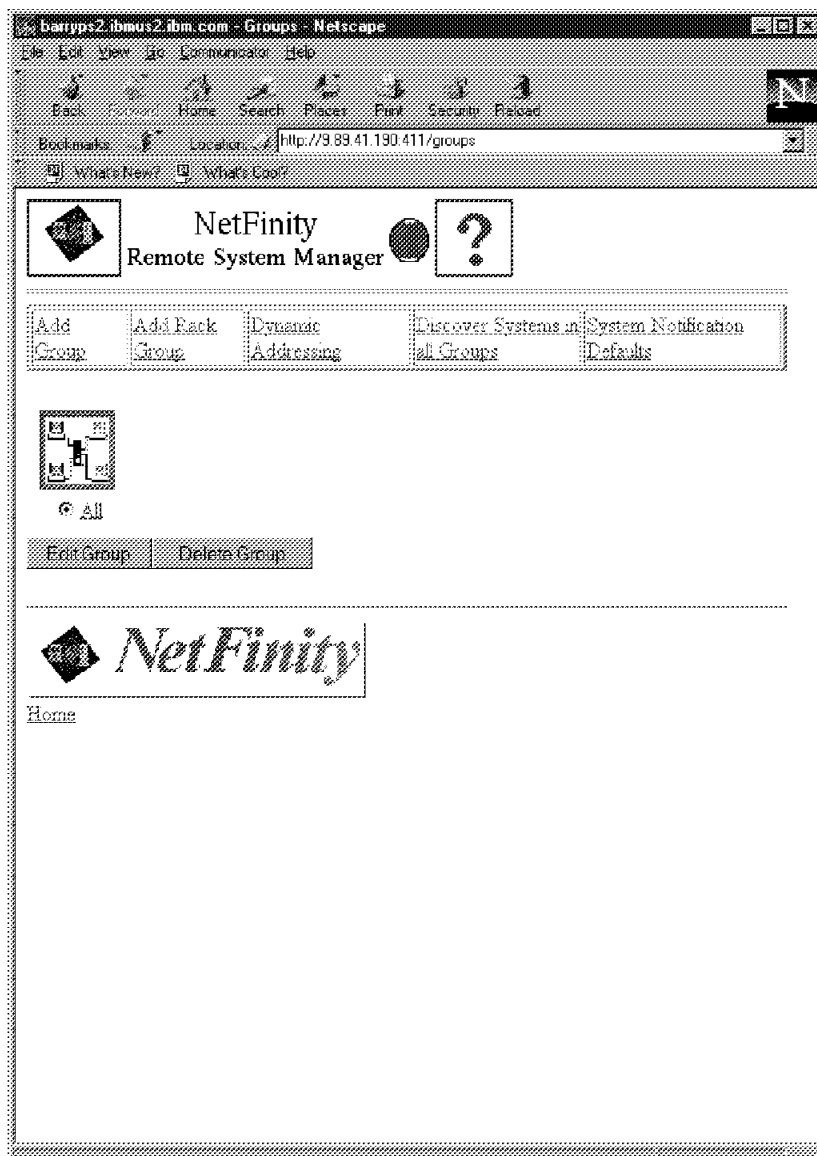 barryps2.ibmus2.ibm.com - Groups - Netscape
File Edit View Go Communicator Help
Back Forward Home Search Places Print Security Reload
Bookmarks Location: http://9.89.41.190:411/groups
What's New? What's Cool?
N
NetFinity
Remote System Manager
?
Add Group
Add Rack Group
Dynamic Addressing
Discover Systems in all Groups
System Notification Defaults
All
Edit Group Delete Group
NetFinity
Home